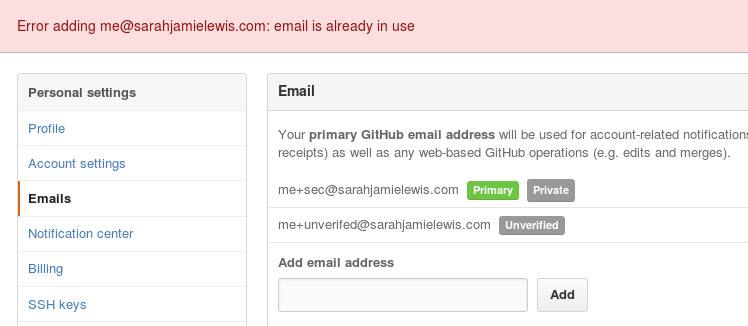 Error adding me@sarahjamielewis.com: email is already in use
Personal settings
Profile
Account settings
Emails
Notification center
Billing
SSH keys
Email
Your primary GitHub email address will be used for account-related notifications
receipts) as well as any web-based GitHub operations (e.g. edits and merges).
me+sec@sarahjamielewis.com Primary Private
me+unverifed@sarahjamielewis.com Unverified
Add email address
Add